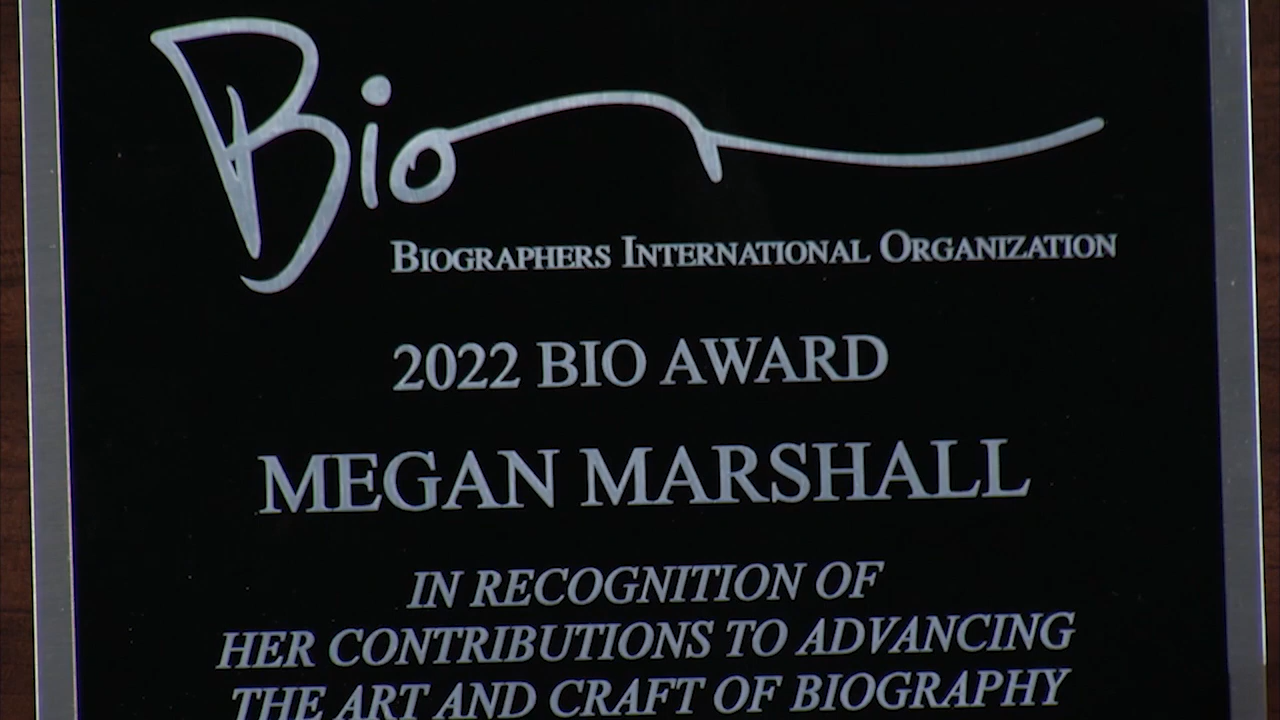 Bio
BIOGRAPHERS INTERNATIONAL ORGANIZATION
2022 BIO AWARD
MEGAN MARSHALL
IN RECOGNITION OF
HER CONTRIBUTIONS TO ADVANCING
THE ART AND CRAFT OF BIOGRAPHY